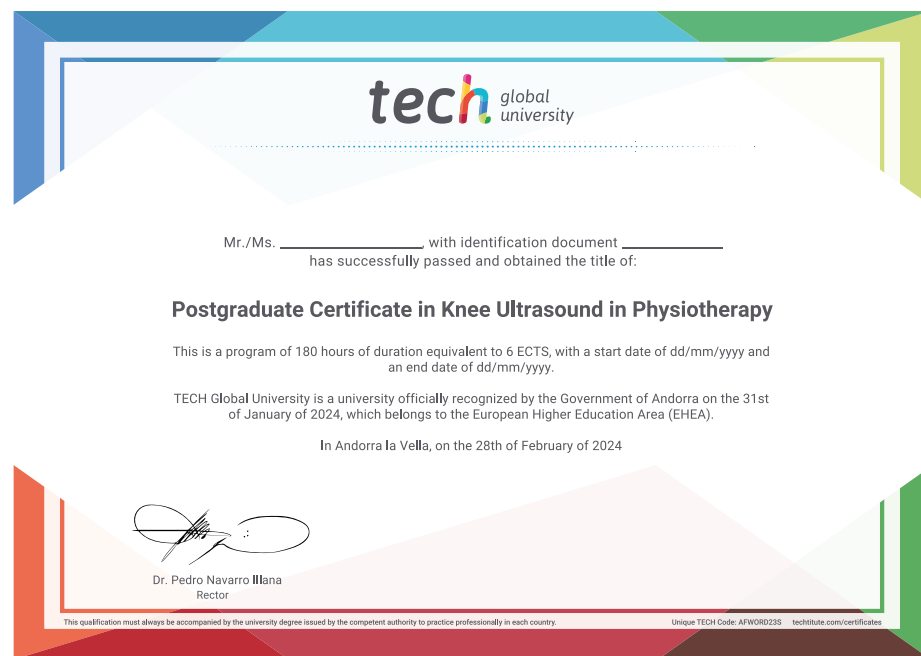 tech global
university
Mr./Ms. ____________, with identification document ____________
has successfully passed and obtained the title of:
Postgraduate Certificate in Knee Ultrasound in Physiotherapy
This is a program of 180 hours of duration equivalent to 6 ECTS, with a start date of dd/mm/yyyy and
an end date of dd/mm/yyyy.
TECH Global University is a university officially recognized by the Government of Andorra on the 31st
of January of 2024, which belongs to the European Higher Education Area (EHEA).
In Andorra la Vella, on the 28th of February of 2024
Dr. Pedro Navarro Illana
Rector
This qualification must always be accompanied by the university degree issued by the competent authority to practice professionally in each country.
Unique TECH Code: AFWORD23S techtitute.com/certificates